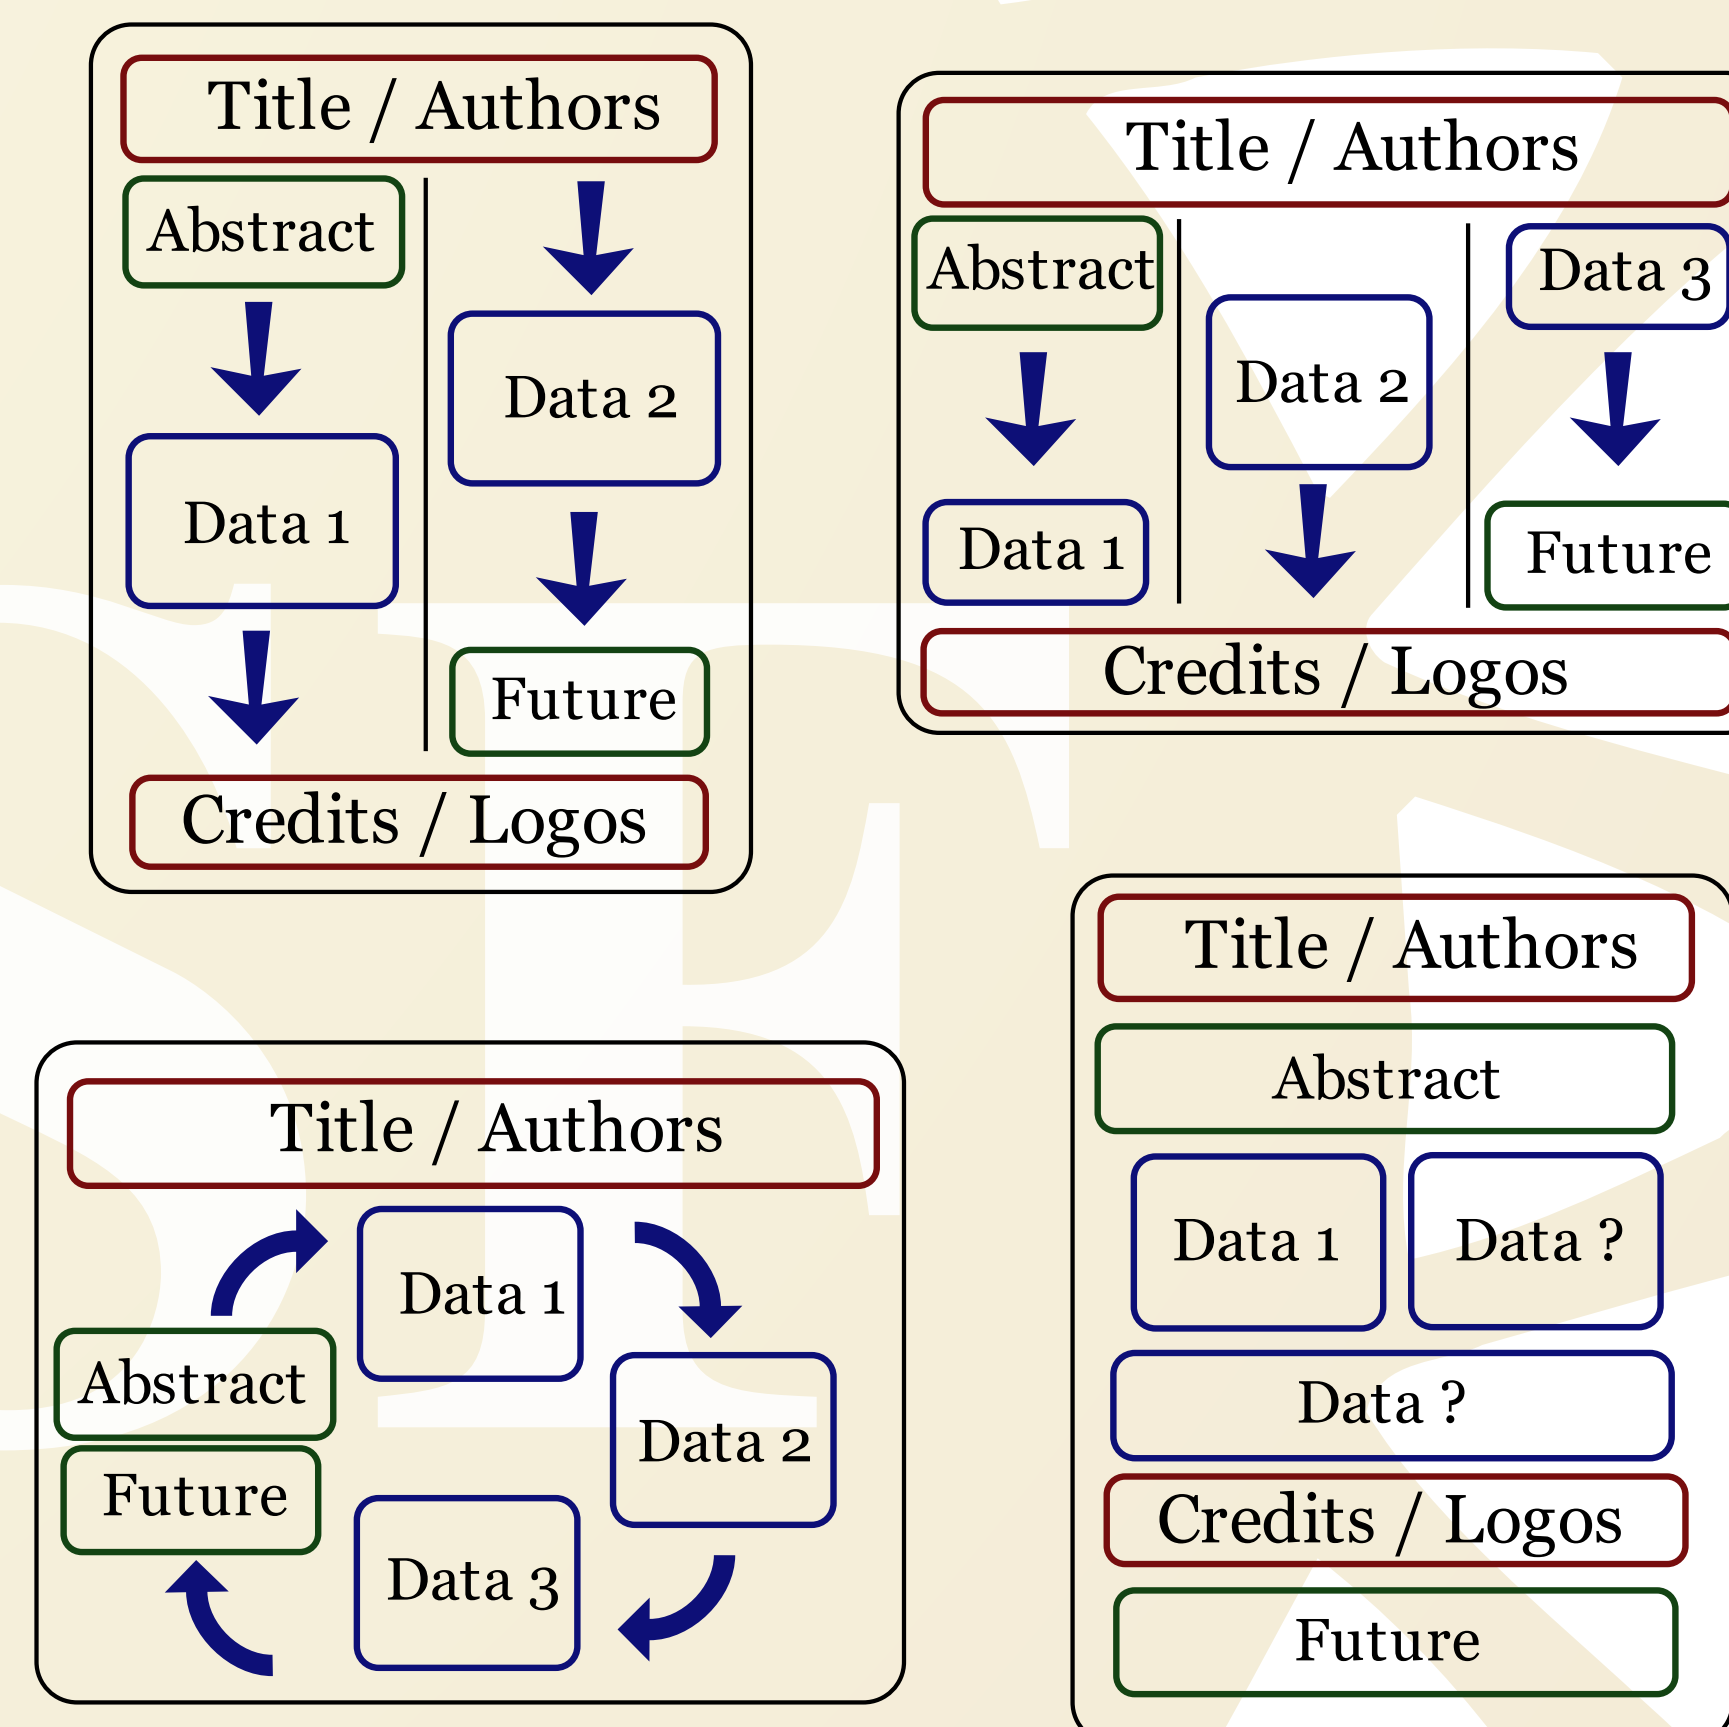 Title / Authors
Abstract
Data 1
Data 2
Future
Credits / Logos
Title / Authors
Abstract
Data 1
Data 2
Data 3
Future
Credits / Logos
Title / Authors
Data 1
Data 2
Data 3
Abstract
Future
Title / Authors
Abstract
Data 1
Data ?
Data ?
Credits / Logos
Future